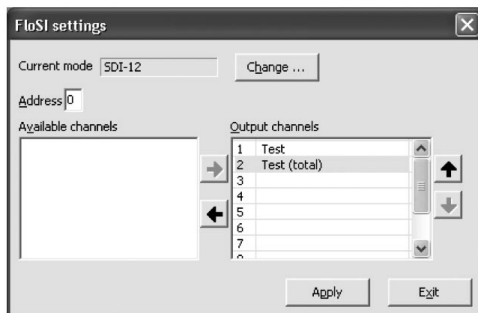 FloSI settings
Current mode SDI-12 Change ...
Address 0
Available channels
Output channels
1 Test
2 Test (total)
3
4
5
6
7
Apply Exit